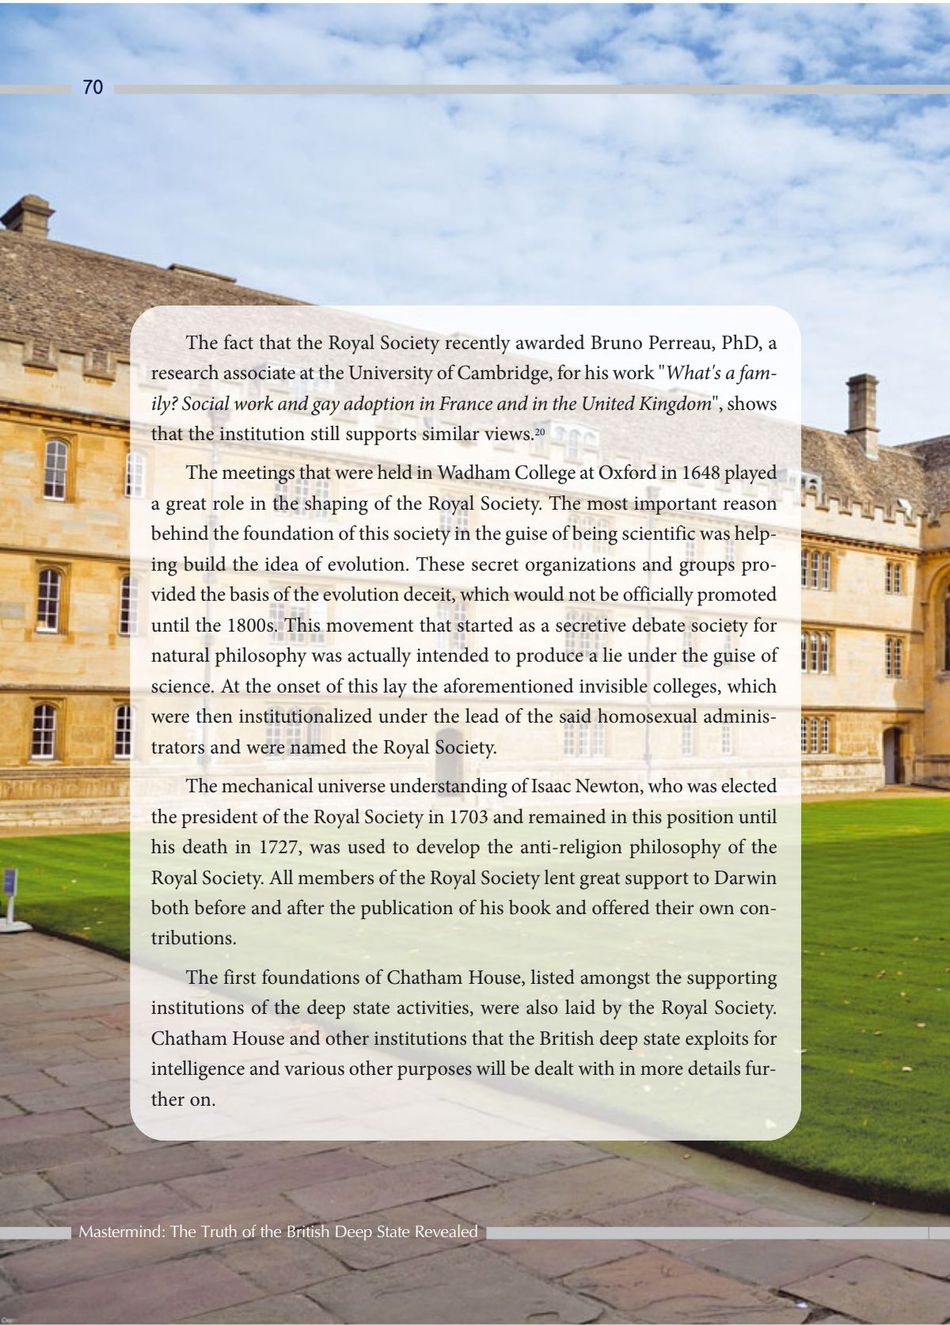 70
The fact that the Royal Society recently awarded Bruno Perreau, PhD, a
research associate at the University of Cambridge, for his work "What's a fam-
ily? Social work and gay adoption in France and in the United Kingdom", shows
that the institution still supports similar views.20
The meetings that were held in Wadham College at Oxford in 1648 played
a great role in the shaping of the Royal Society. The most important reason
behind the foundation of this society in the guise of being scientific was help-
ing build the idea of evolution. These secret organizations and groups pro-
vided the basis of the evolution deceit, which would not be officially promoted
until the 1800s. This movement that started as a secretive debate society for
natural philosophy was actually intended to produce a lie under the guise of
science. At the onset of this lay the aforementioned invisible colleges, which
were then institutionalized under the lead of the said homosexual adminis-
trators and were named the Royal Society.
The mechanical universe understanding of Isaac Newton, who was elected
the president of the Royal Society in 1703 and remained in this position until
his death in 1727, was used to develop the anti-religion philosophy of the
Royal Society. All members of the Royal Society lent great support to Darwin
both before and after the publication of his book and offered their own con-
tributions.
The first foundations of Chatham House, listed amongst the supporting
institutions of the deep state activities, were also laid by the Royal Society.
Chatham House and other institutions that the British deep state exploits for
intelligence and various other purposes will be dealt with in more details fur-
ther on.
Mastermind: The Truth of the British Deep State Revealed